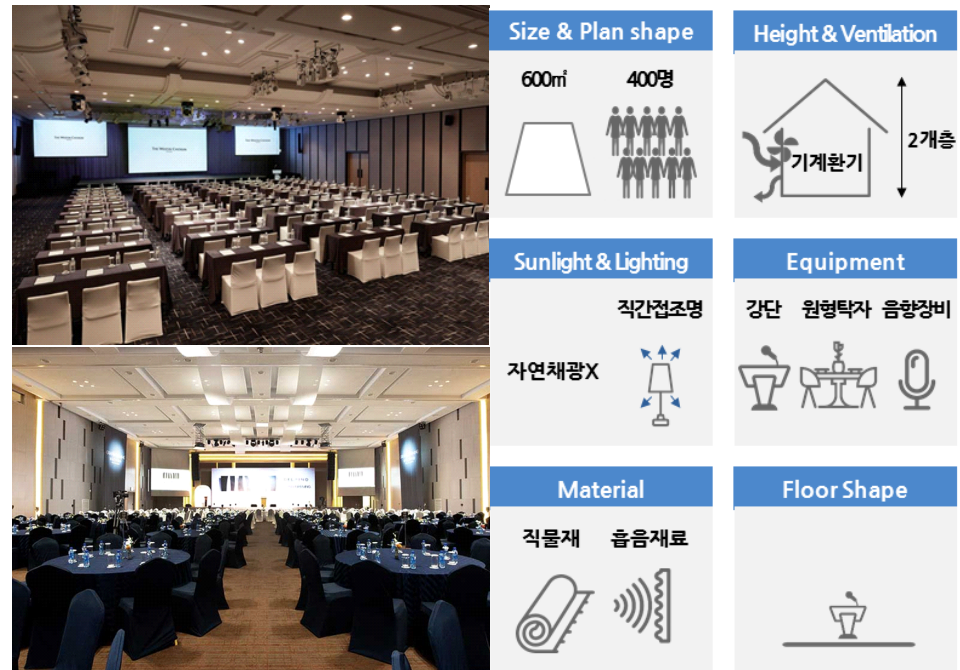 Size & Plan shape
600㎡ 400명
Height & Ventilation
기계환기
2개층
Sunlight & Lighting
직간접조명
자연채광X
Equipment
강단 원형탁자 음향장비
Material
직물재 흡음재료
Floor Shape